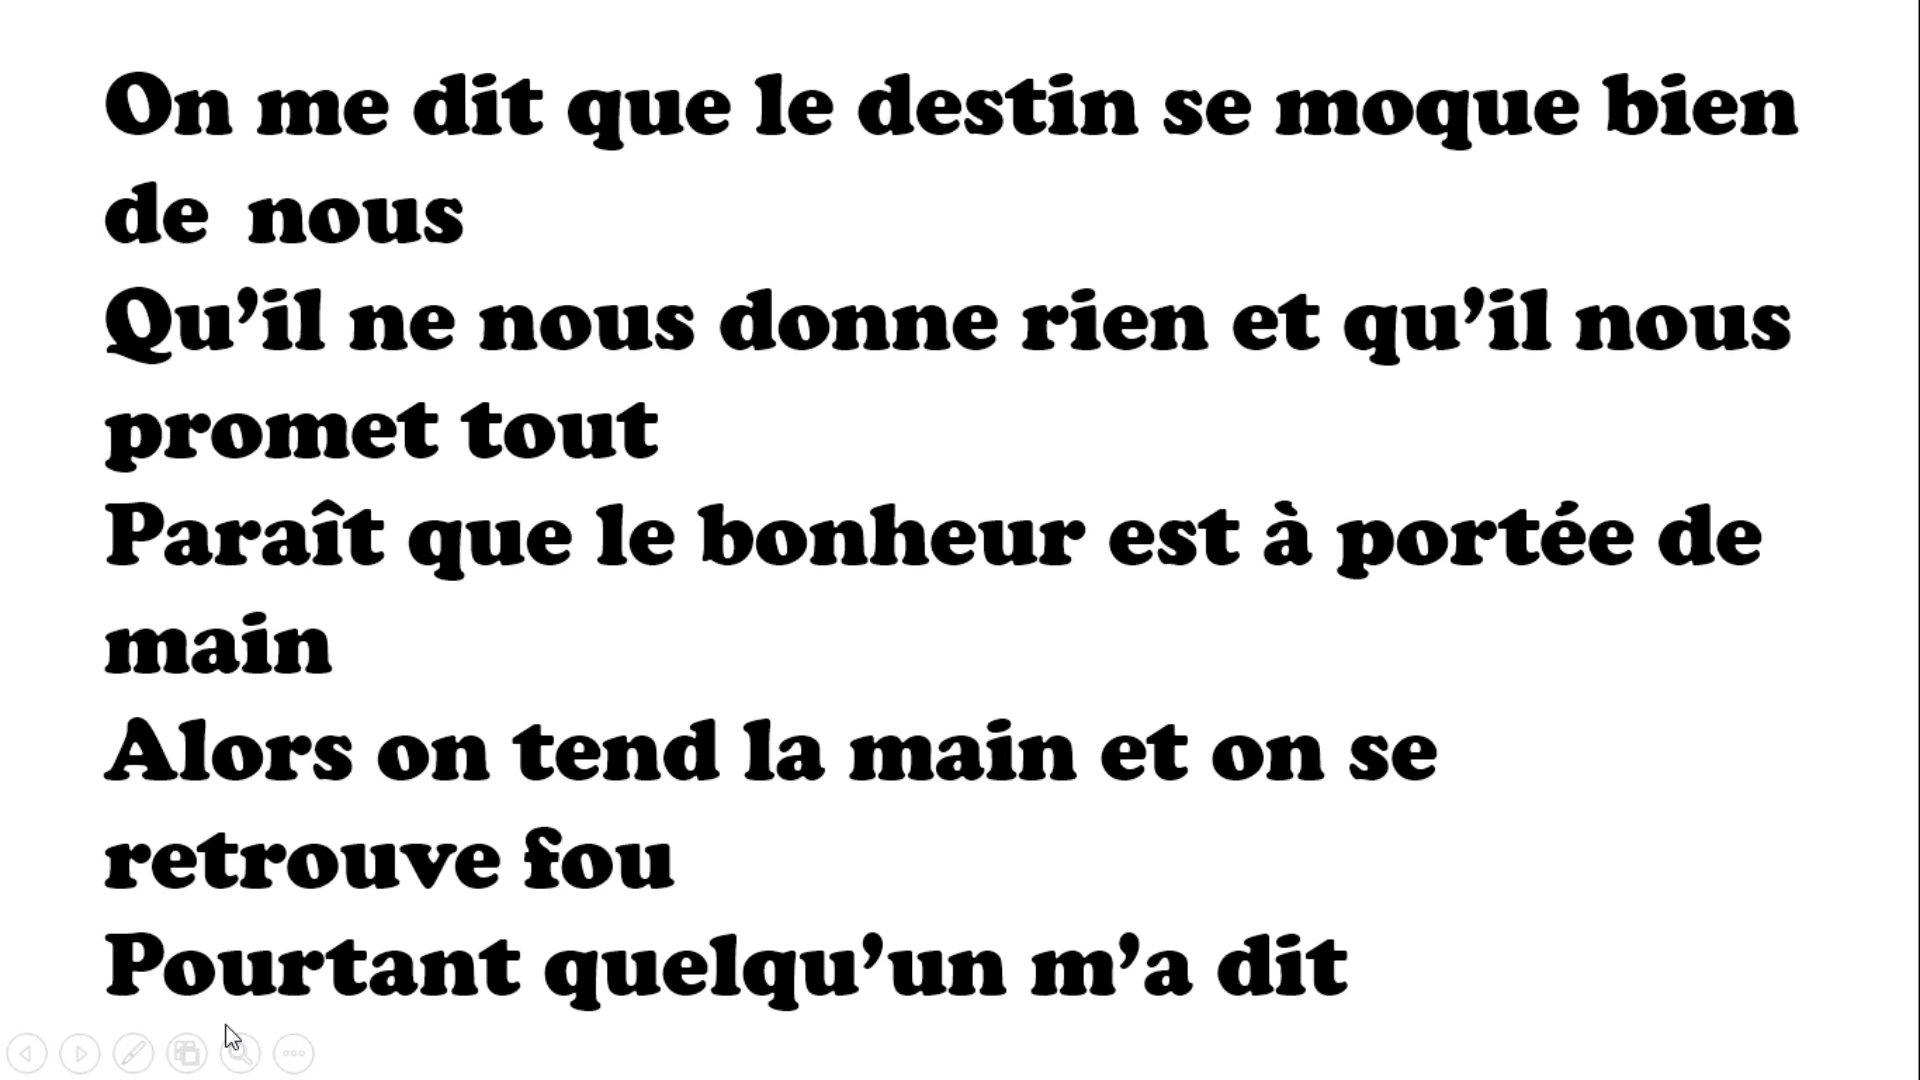 On me dit que le destin se moque bien
de nous
Qu’il ne nous donne rien et qu’il nous
promet tout
Paraît que le bonheur est à portée de
main
Alors on tend la main et on se
retrouve fou
Pourtant quelqu’un m’a dit